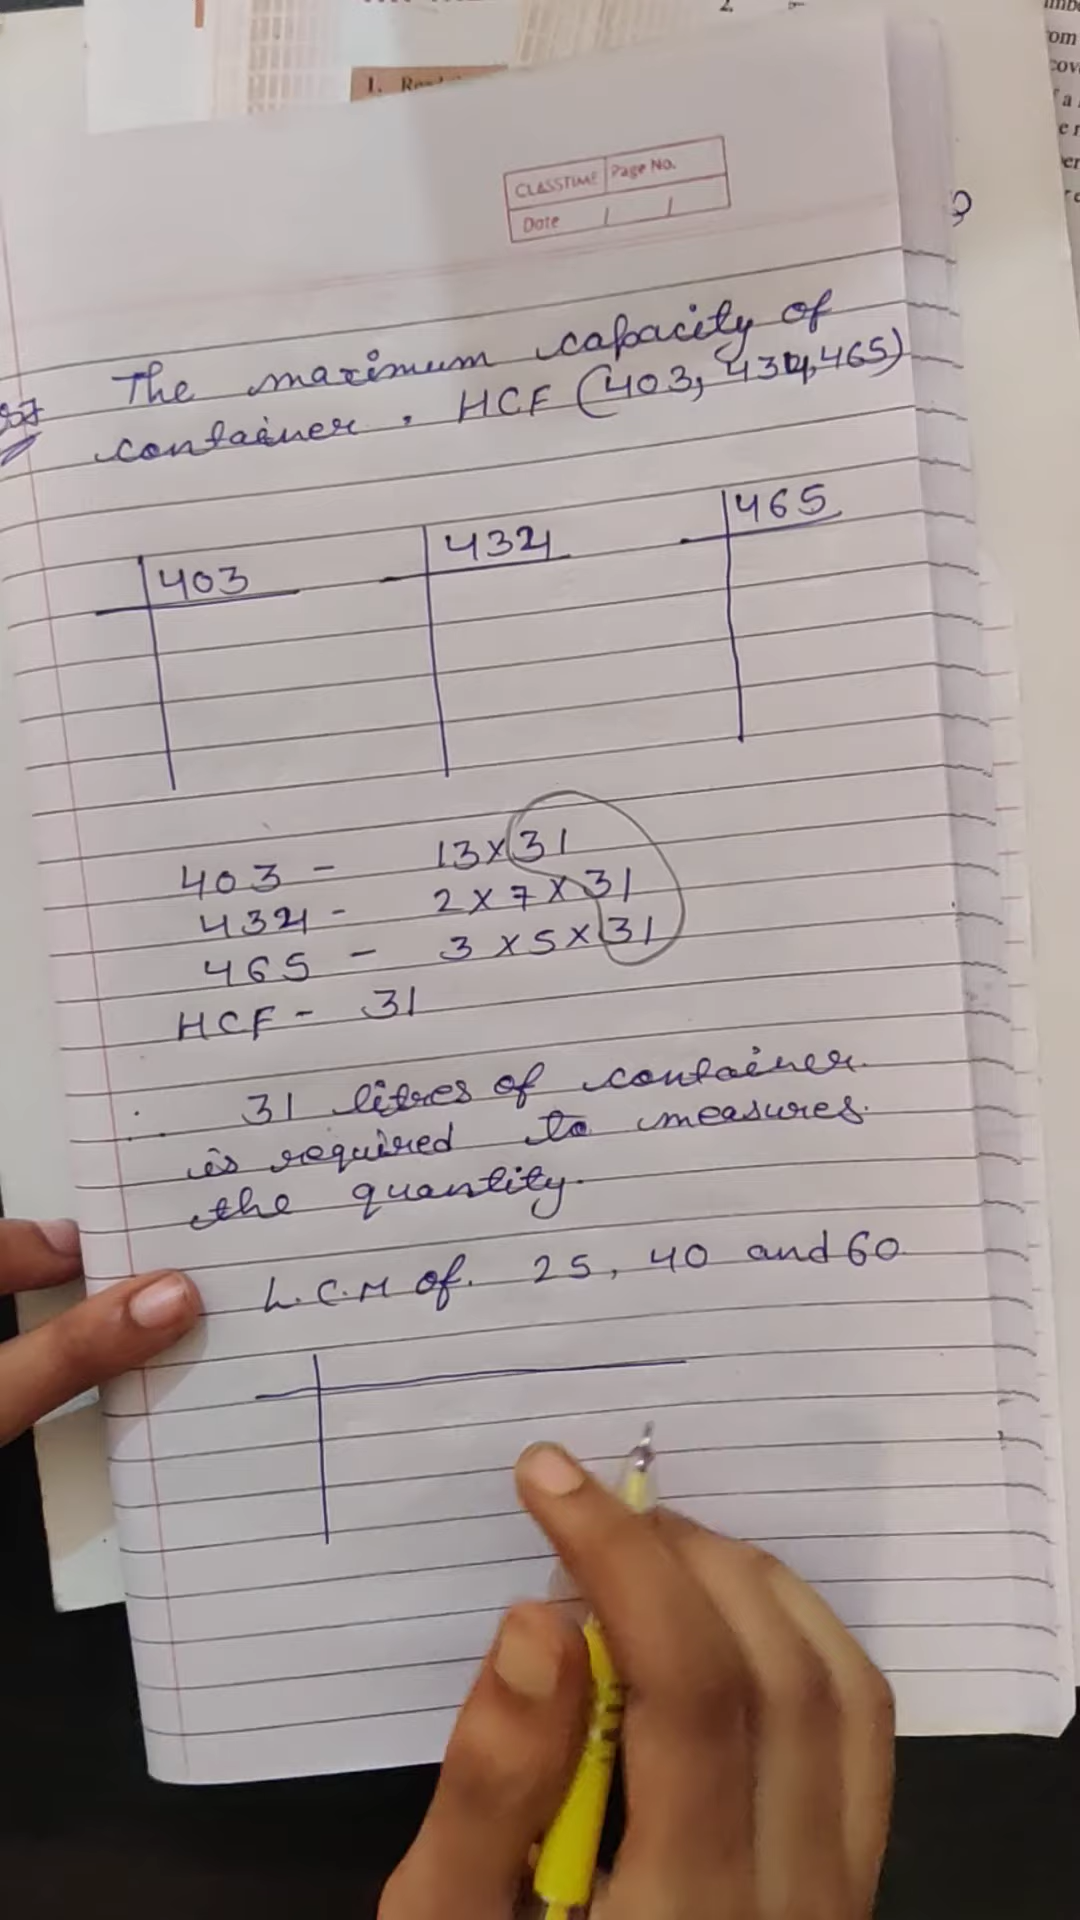 1. Read
CLASSTIME Page No.
Date / /
The maximum capacity of
container. HCF (403, 434, 465)
403
434
465
403 - 13×31
434 - 2×7×31
465 - 3×5×31
HCF - 31
31 litres of container.
is required to measures.
the quantity.
L.C.M of. 25, 40 and 60